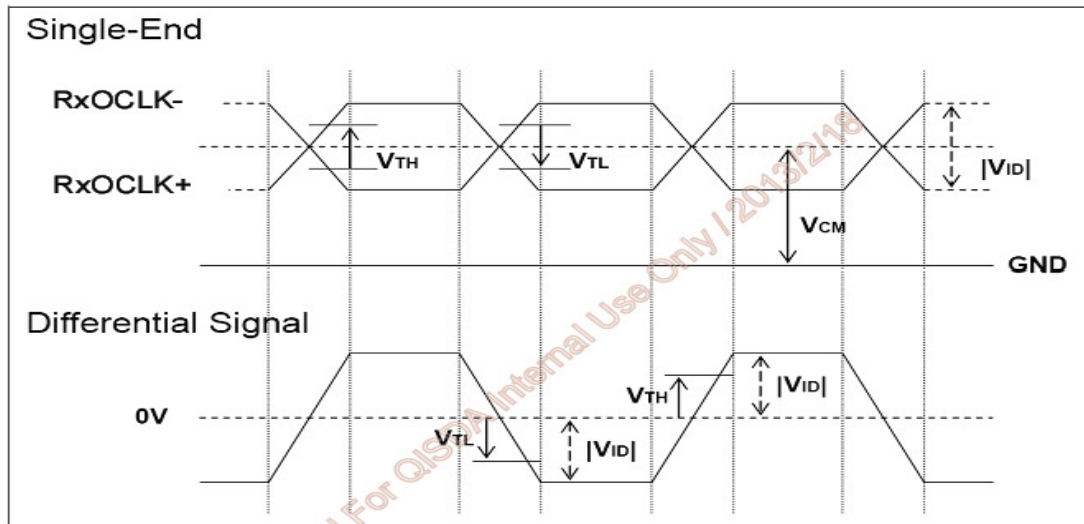 Single-End
RxOCLK-
RxOCLK+
VTH
VTL
VCM
|VID|
GND
Differential Signal
0V
VTL
|VID|
VTH
|VID|
For QISDA Internal Use Only / 2013/2/18